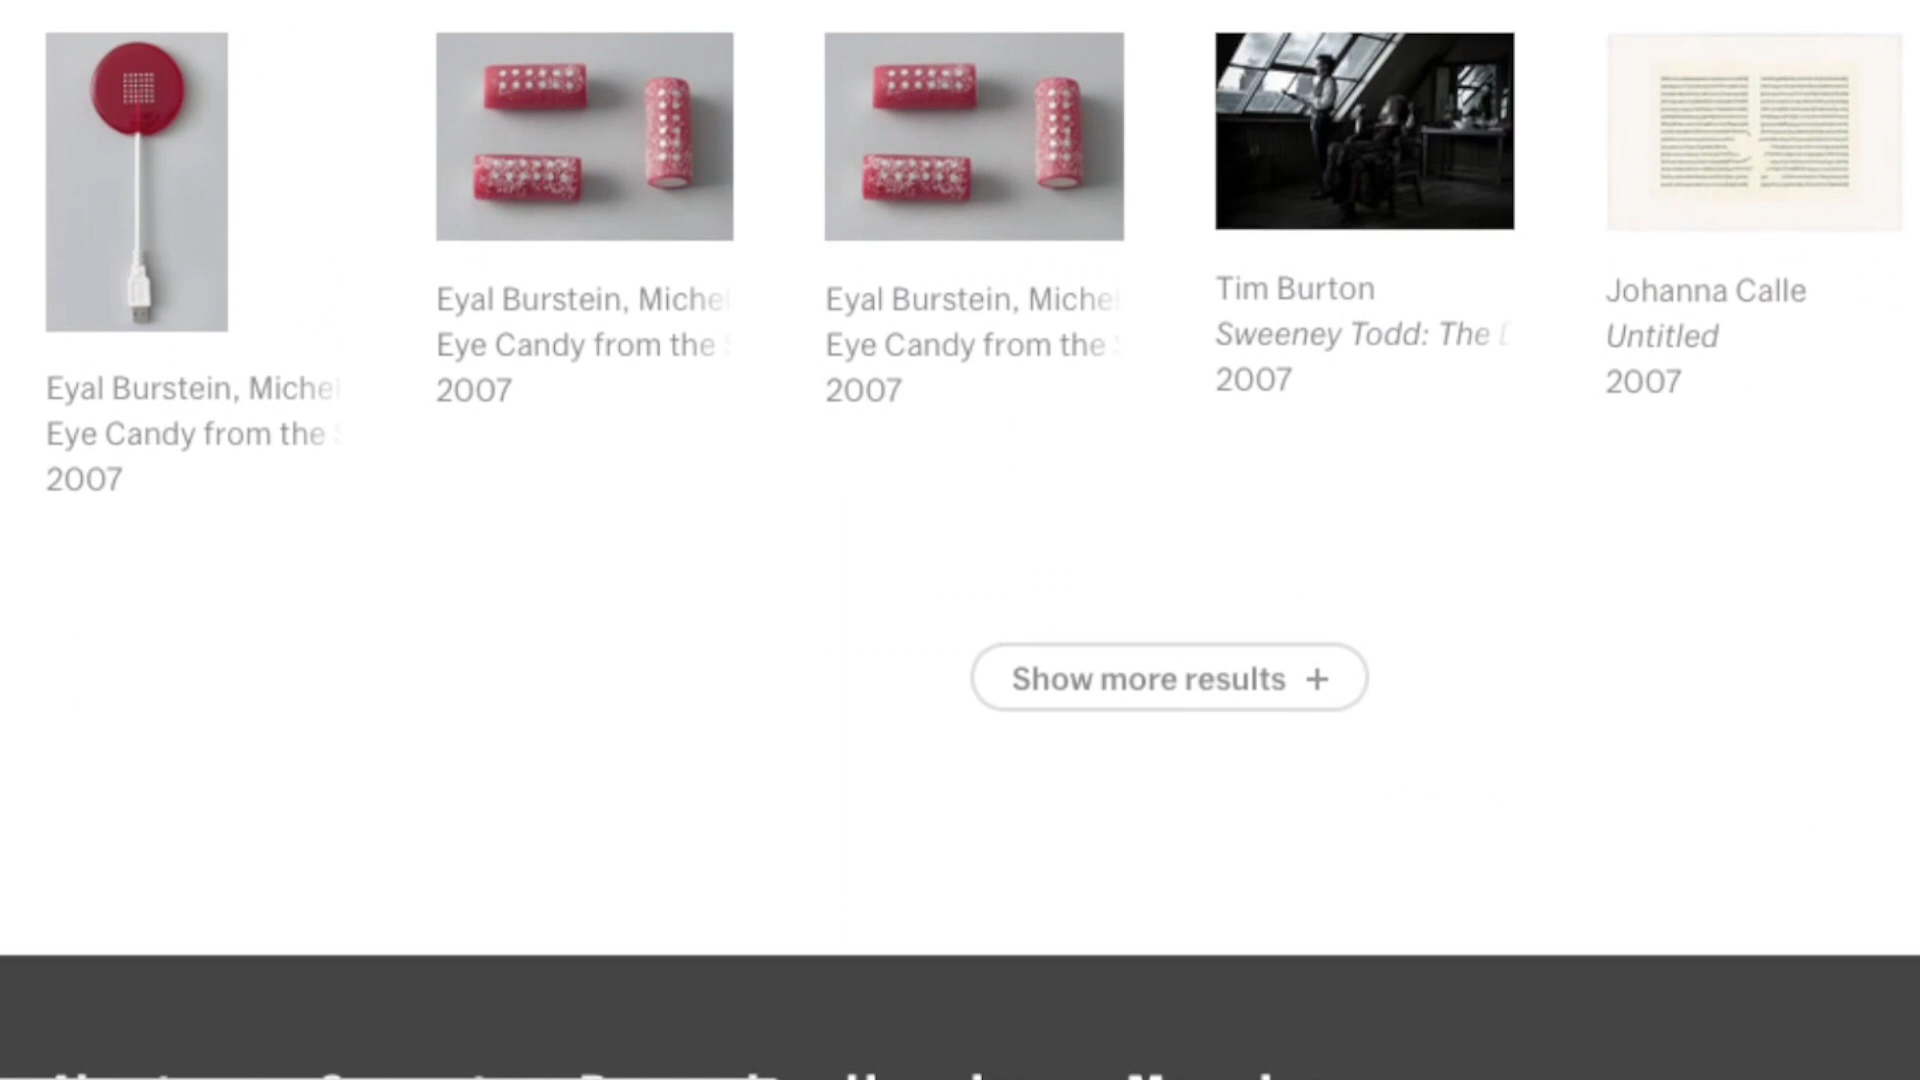 Eyal Burstein, Michel
Eye Candy from the
2007
Eyal Burstein, Michel
Eye Candy from the
2007
Eyal Burstein, Michel
Eye Candy from the
2007
Tim Burton
Sweeney Todd: The
2007
Johanna Calle
Untitled
2007
Show more results +